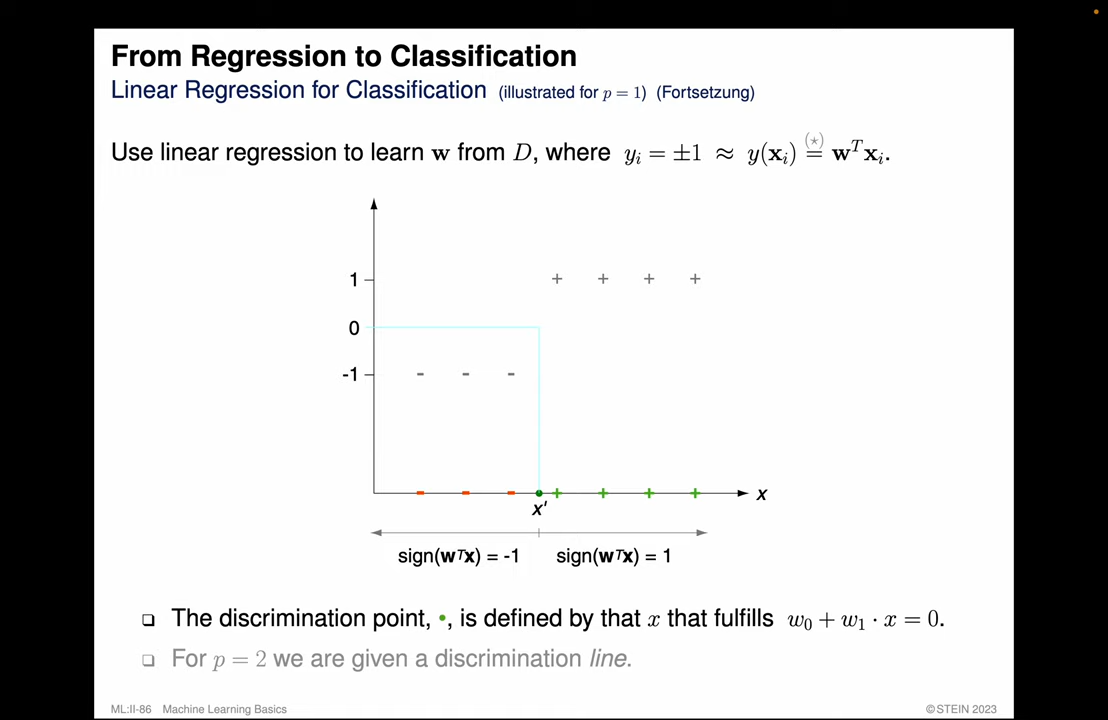 From Regression to Classification
Linear Regression for Classification (illustrated for p = 1) (Fortsetzung)
Use linear regression to learn w from D, where yᵢ = ±1 ≈ y(xᵢ) (⋆)= wᵀxᵢ.
1
+ + + +
0
-1
- - -
- - - + + + +
x
x'
sign(wᵀx) = -1 sign(wᵀx) = 1
❑ The discrimination point, •, is defined by that x that fulfills w₀ + w₁ · x = 0.
❑ For p = 2 we are given a discrimination line.
ML:II-86 Machine Learning Basics ©STEIN 2023